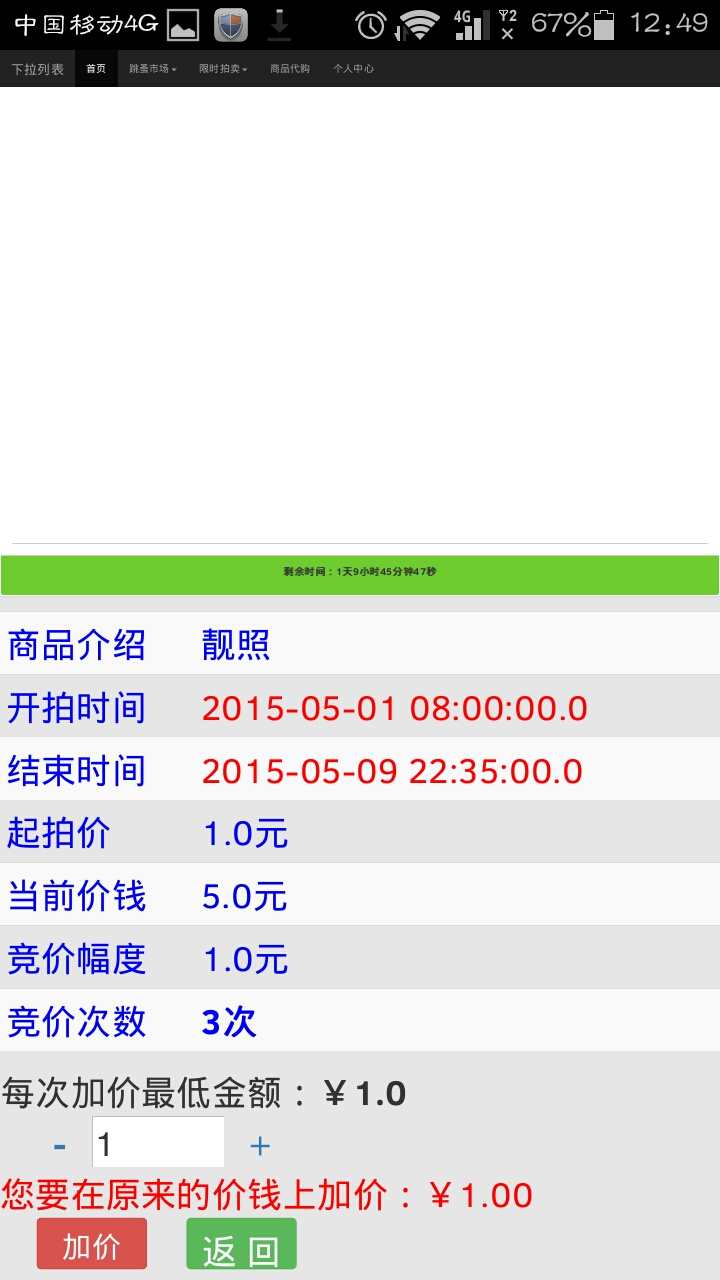 中国移动4G 4G 2 67% 12:49
下拉列表 首页 跳蚤市场 限时拍卖 商品代购 个人中心
剩余时间：1天9小时45分钟47秒
商品介绍 靓照
开拍时间 2015-05-01 08:00:00.0
结束时间 2015-05-09 22:35:00.0
起拍价 1.0元
当前价钱 5.0元
竞价幅度 1.0元
竞价次数 3次
每次加价最低金额：￥1.0
- 1 +
您要在原来的价钱上加价：￥1.00
加价 返 回